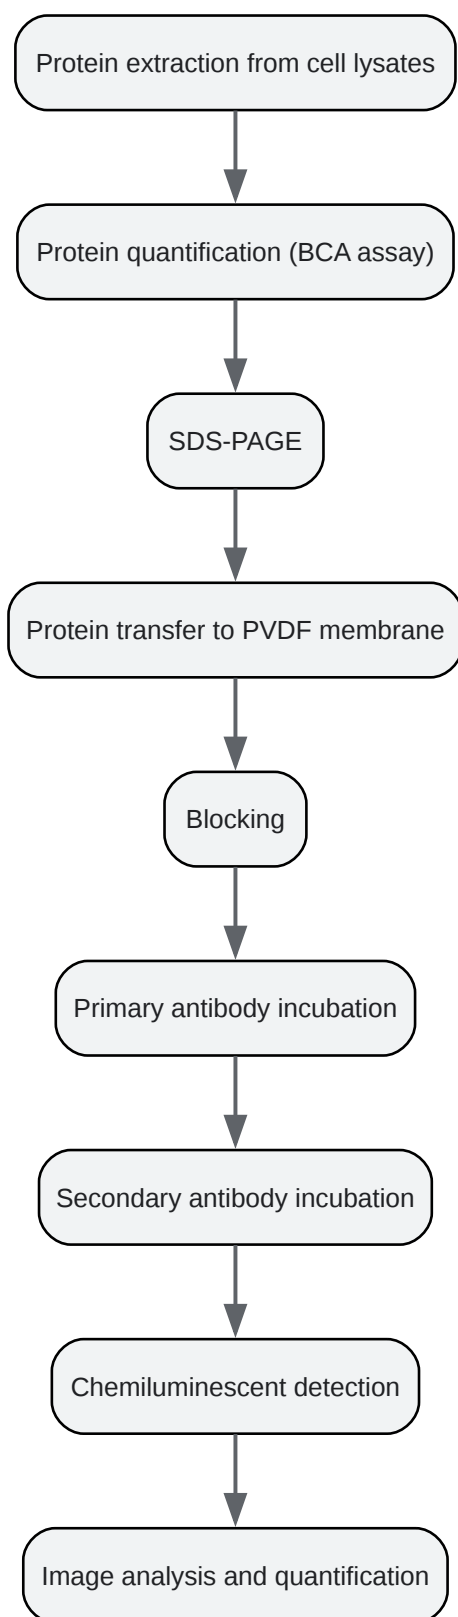 Protein extraction from cell lysates
Protein quantification (BCA assay)
SDS-PAGE
Protein transfer to PVDF membrane
Blocking
Primary antibody incubation
Secondary antibody incubation
Chemiluminescent detection
Image analysis and quantification